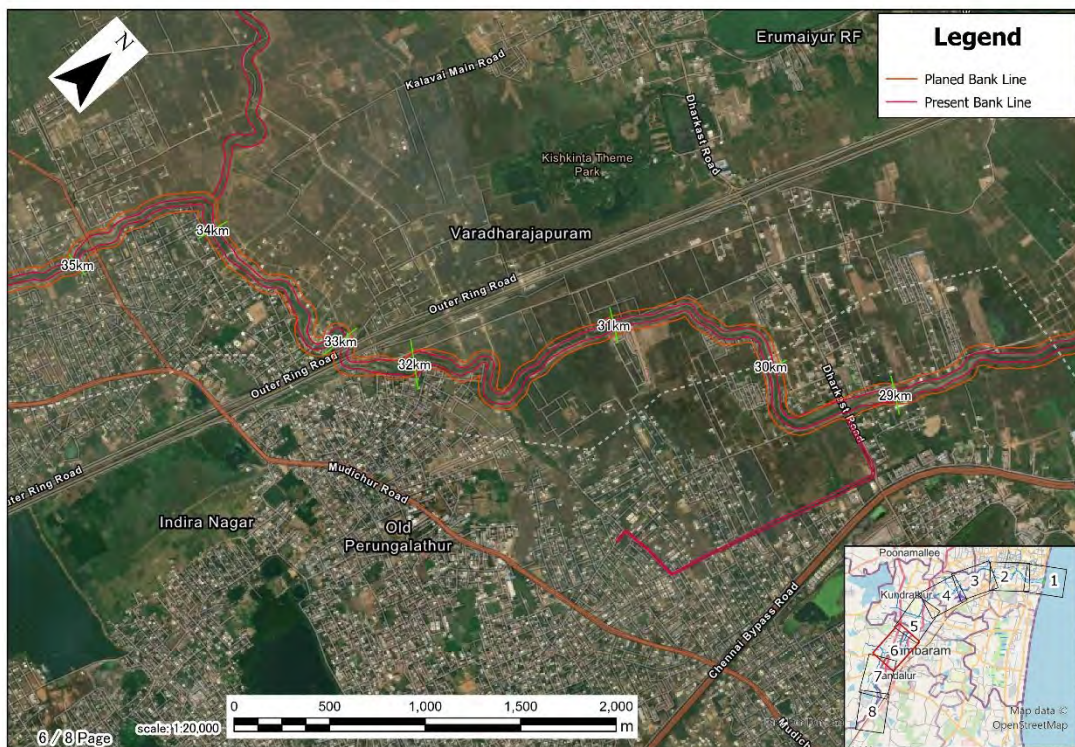 N
Erumaiyur RF
Legend
Planed Bank Line
Present Bank Line
Kalavai Main Road
Dharkast Road
Kishkinta Theme
Park
Varadharajapuram
34km
35km
Outer Ring Road
31km
33km
32km
30km
Outer Ring Road
Dharkast Road
29km
Outer Ring Road
Mudichur Road
Indira Nagar
Old
Perungalathur
Chennai Bypass Road
Poonamallee
1
2
3
4
Kundrathur
5
6
mbaram
7
andalur
8
Map data ©
OpenStreetMap
0 500 1,000 1,500 2,000
m
scale: 1:20,000
6 / 8 Page